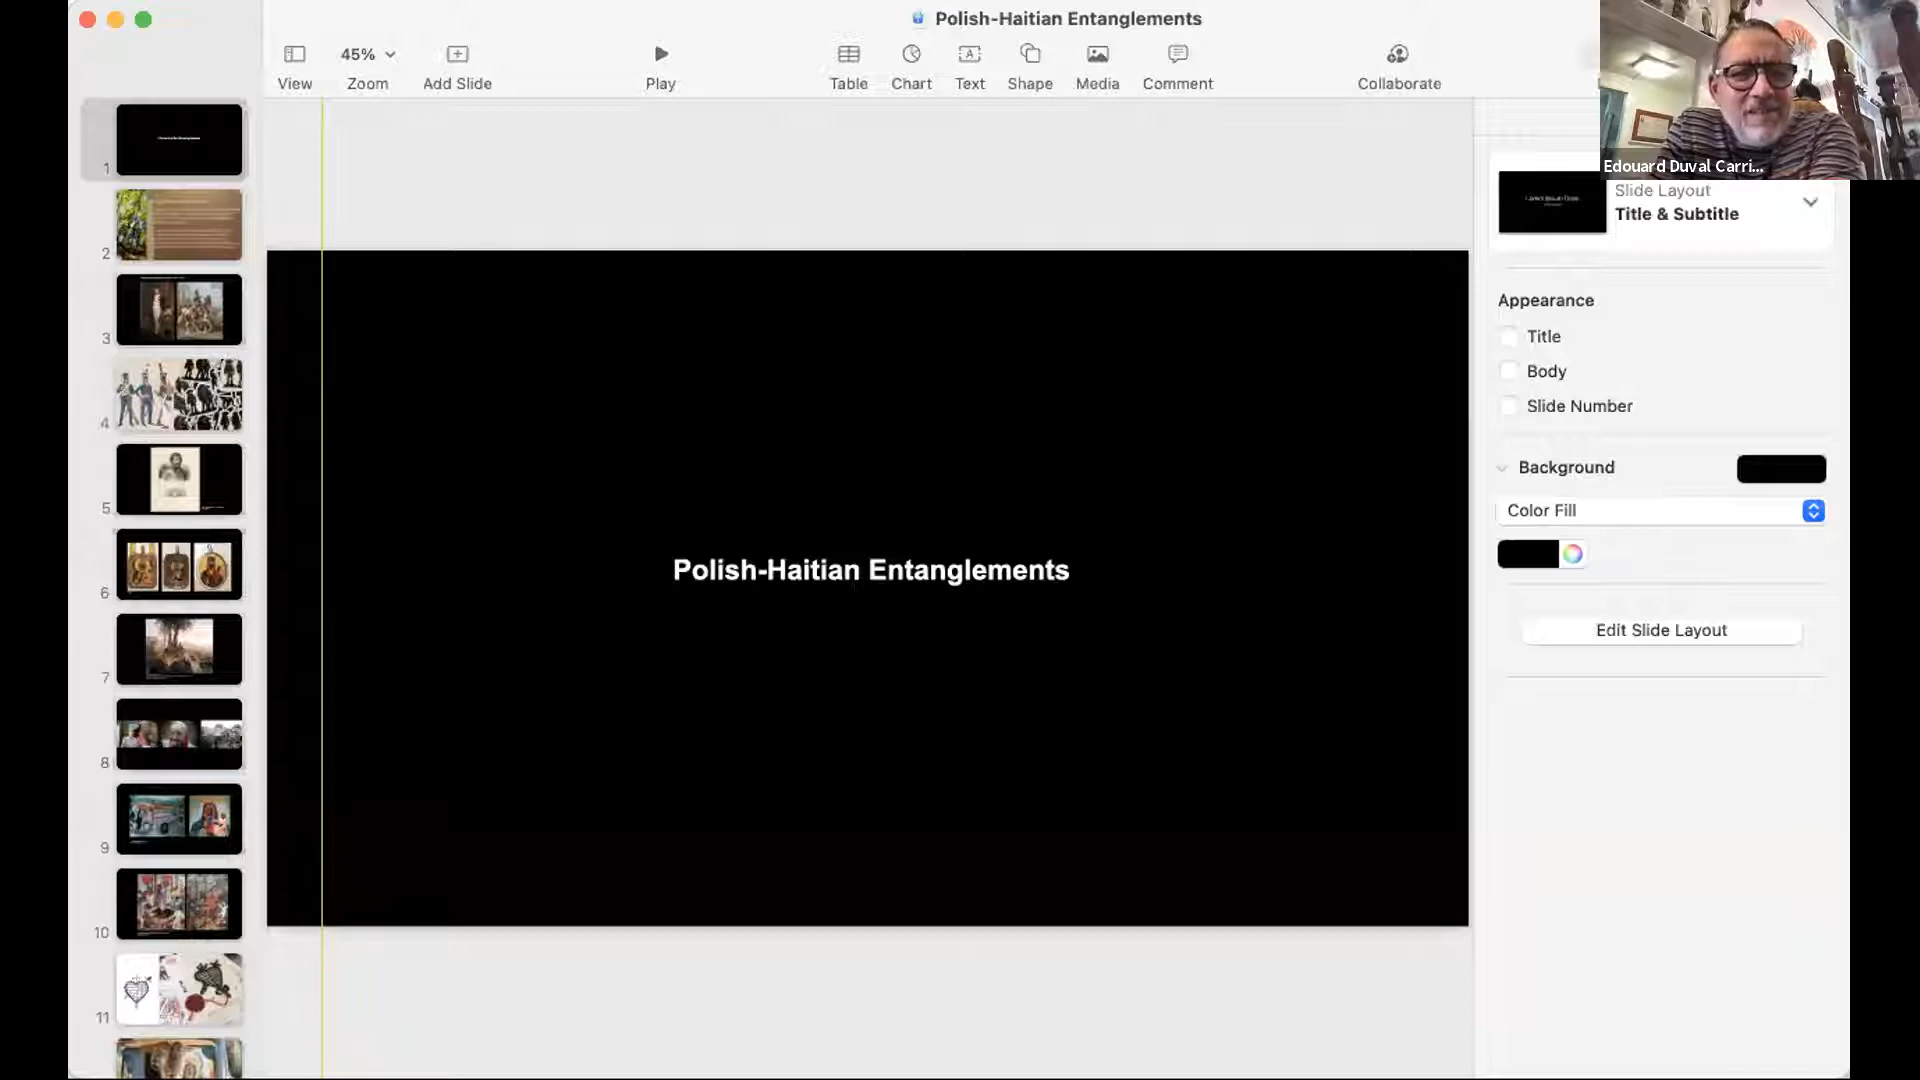 Polish-Haitian Entanglements
45%
View
Zoom
Add Slide
Play
Table
Chart
Text
Shape
Media
Comment
Collaborate
Edouard Duval Carri...
Slide Layout
Title & Subtitle
Appearance
Title
Body
Slide Number
Background
Color Fill
Edit Slide Layout
Polish-Haitian Entanglements
1
2
3
4
5
6
7
8
9
10
11